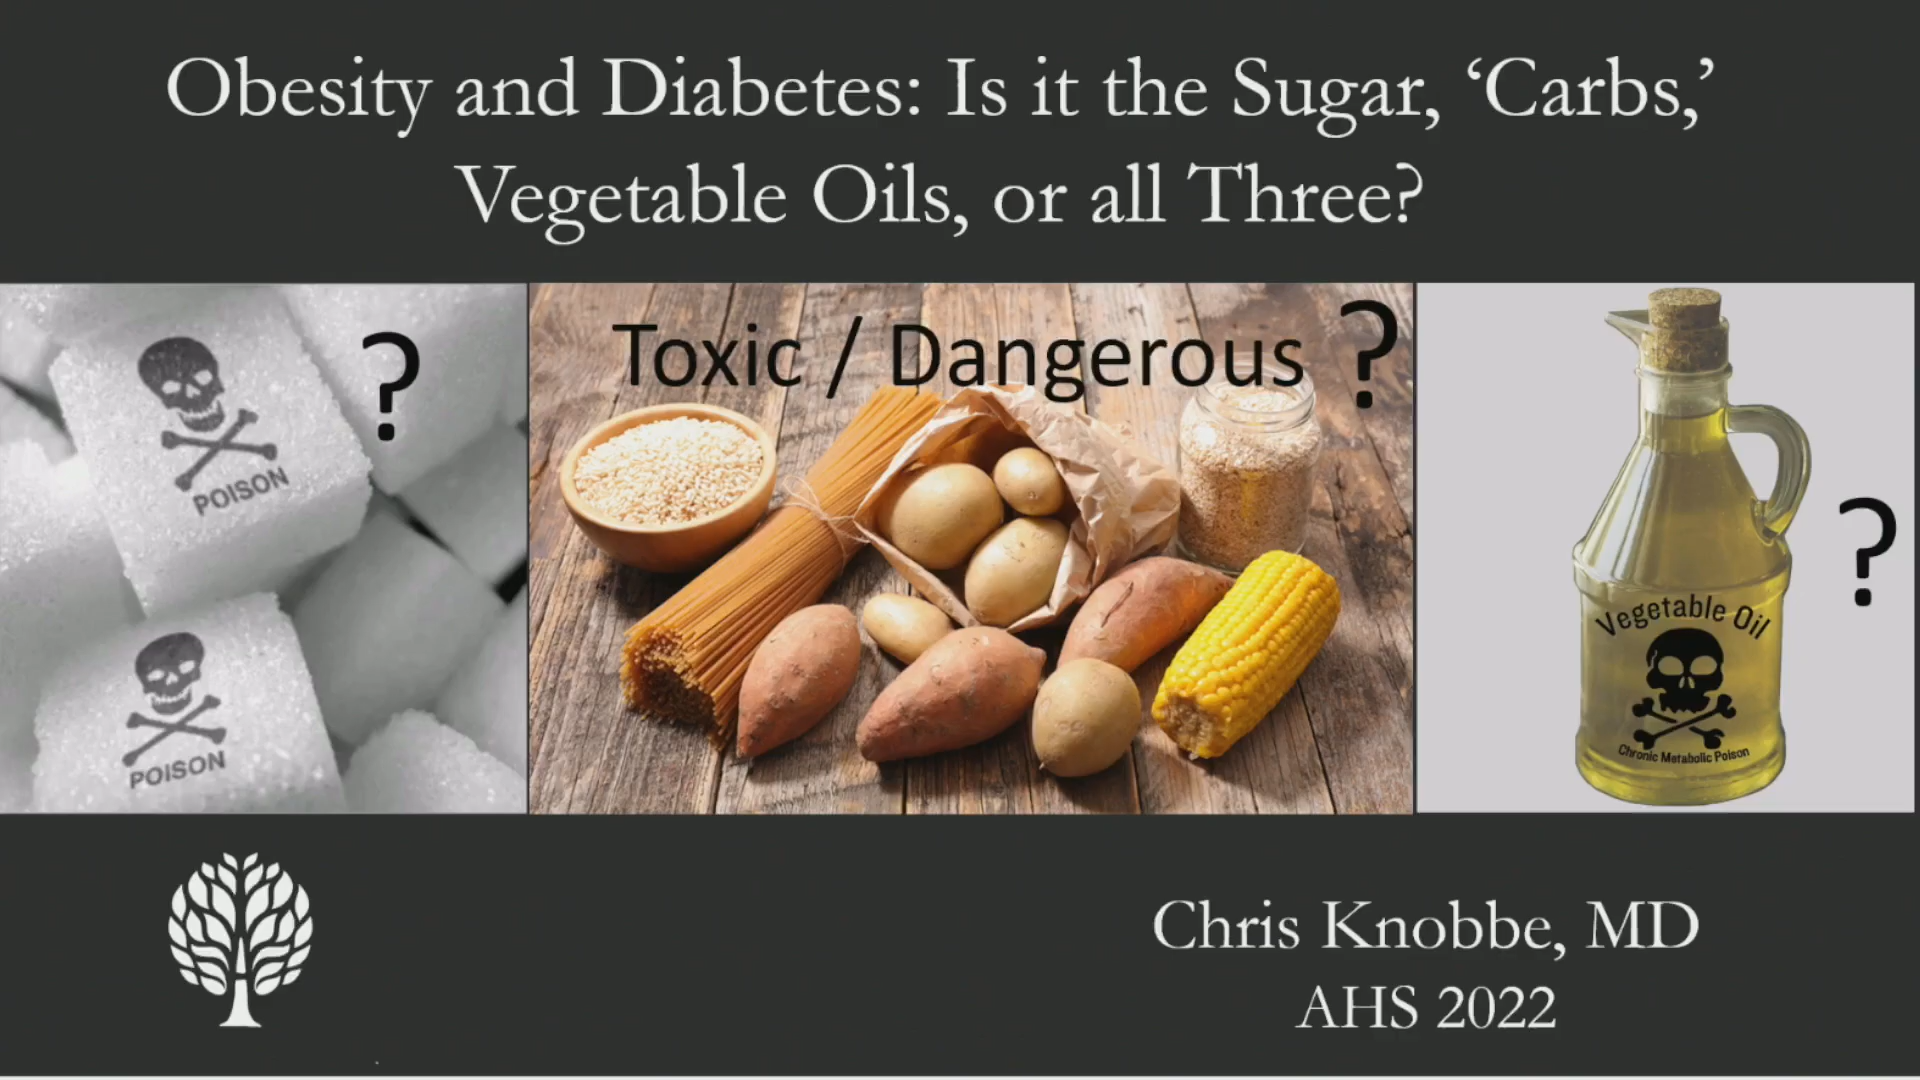 Obesity and Diabetes: Is it the Sugar, ‘Carbs,’
Vegetable Oils, or all Three?
POISON
?
POISON
Toxic / Dangerous ?
Vegetable Oil
Chronic Metabolic Poison
?
Chris Knobbe, MD
AHS 2022